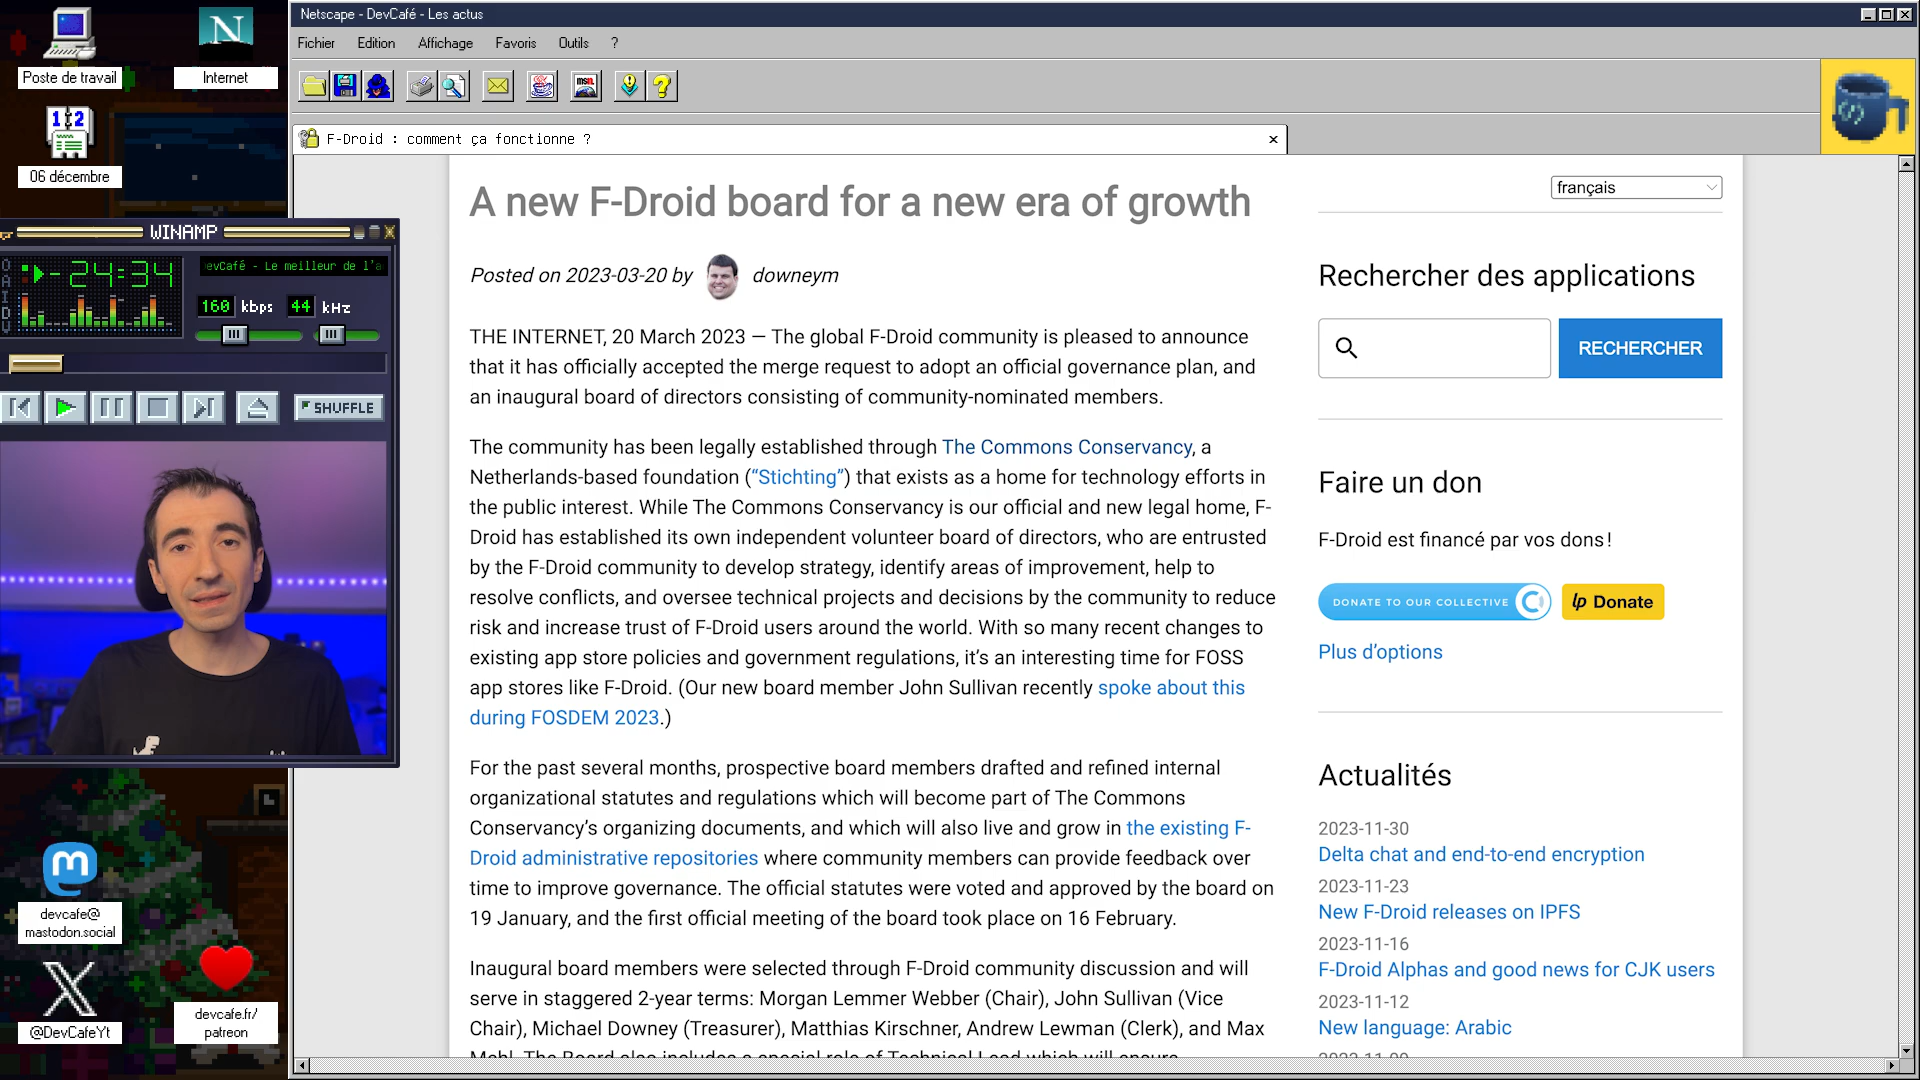 Netscape - DevCafé - Les actus
Fichier Edition Affichage Favoris Outils ?
msn
Poste de travail
Internet
12
06 décembre
F-Droid : comment ça fonctionne ?
WINAMP
-24:34
evCafé - Le meilleur de l'a
160 kbps 44 kHz
OAIDU
SHUFFLE
A new F-Droid board for a new era of growth
Posted on 2023-03-20 by downeym
THE INTERNET, 20 March 2023 — The global F-Droid community is pleased to announce
that it has officially accepted the merge request to adopt an official governance plan, and
an inaugural board of directors consisting of community-nominated members.
The community has been legally established through The Commons Conservancy, a
Netherlands-based foundation (“Stichting”) that exists as a home for technology efforts in
the public interest. While The Commons Conservancy is our official and new legal home, F-
Droid has established its own independent volunteer board of directors, who are entrusted
by the F-Droid community to develop strategy, identify areas of improvement, help to
resolve conflicts, and oversee technical projects and decisions by the community to reduce
risk and increase trust of F-Droid users around the world. With so many recent changes to
existing app store policies and government regulations, it’s an interesting time for FOSS
app stores like F-Droid. (Our new board member John Sullivan recently spoke about this
during FOSDEM 2023.)
For the past several months, prospective board members drafted and refined internal
organizational statutes and regulations which will become part of The Commons
Conservancy’s organizing documents, and which will also live and grow in the existing F-
Droid administrative repositories where community members can provide feedback over
time to improve governance. The official statutes were voted and approved by the board on
19 January, and the first official meeting of the board took place on 16 February.
Inaugural board members were selected through F-Droid community discussion and will
serve in staggered 2-year terms: Morgan Lemmer Webber (Chair), John Sullivan (Vice
Chair), Michael Downey (Treasurer), Matthias Kirschner, Andrew Lewman (Clerk), and Max
Mehl. The Board also includes a special role of Technical Lead which will ensure
français
Rechercher des applications
RECHERCHER
Faire un don
F-Droid est financé par vos dons !
DONATE TO OUR COLLECTIVE
lp Donate
Plus d’options
Actualités
2023-11-30
Delta chat and end-to-end encryption
2023-11-23
New F-Droid releases on IPFS
2023-11-16
F-Droid Alphas and good news for CJK users
2023-11-12
New language: Arabic
devcafe@
mastodon.social
@DevCafeYt
devcafe.fr/
patreon